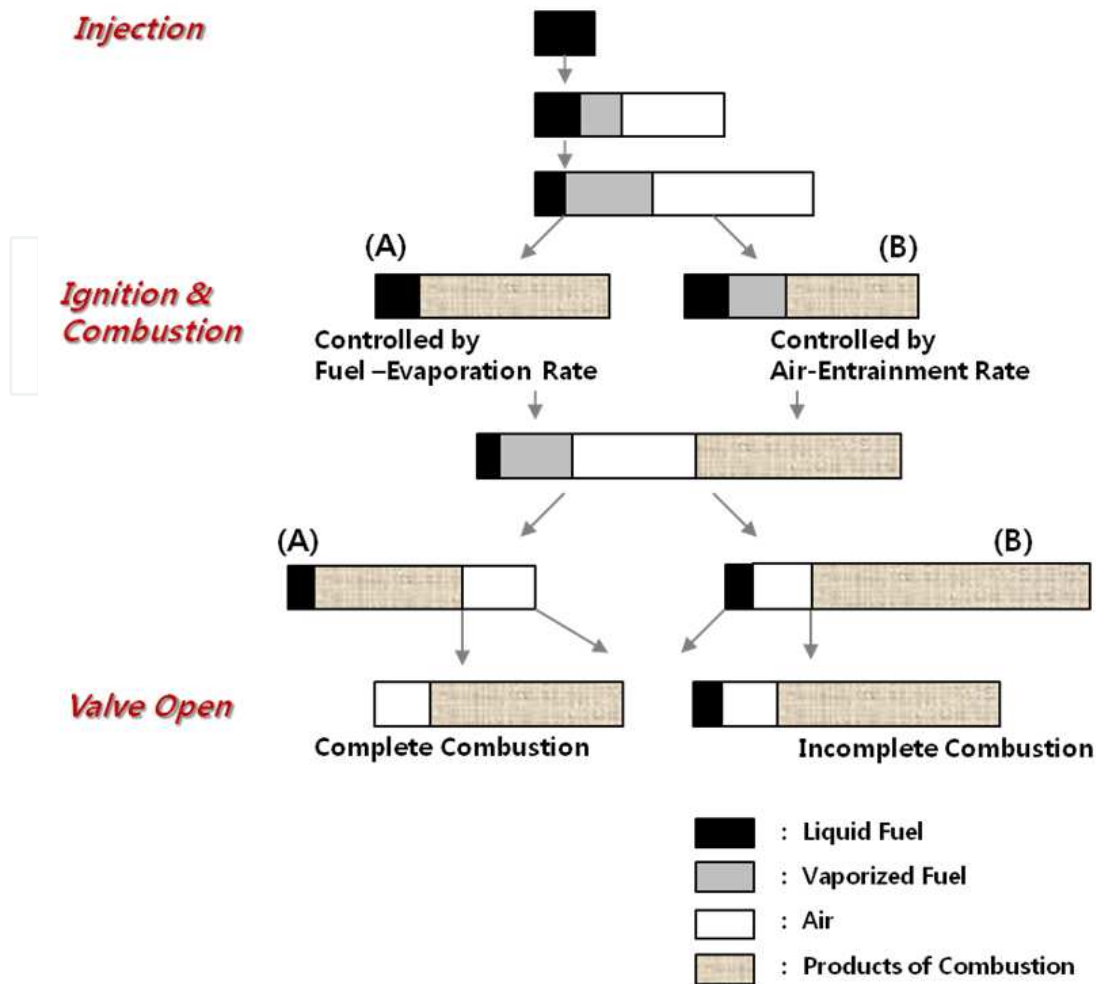 Injection
(A)
(B)
Ignition &
Combustion
Controlled by
Fuel –Evaporation Rate
Controlled by
Air-Entrainment Rate
(A)
(B)
Valve Open
Complete Combustion
Incomplete Combustion
: Liquid Fuel
: Vaporized Fuel
: Air
: Products of Combustion